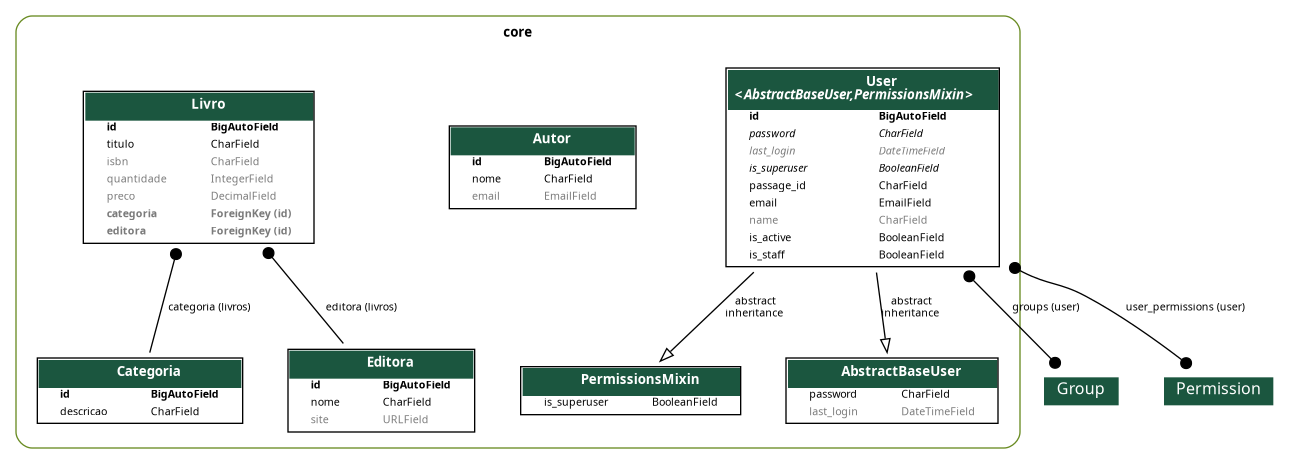 core
Livro
id BigAutoField
titulo CharField
isbn CharField
quantidade IntegerField
preco DecimalField
categoria ForeignKey (id)
editora ForeignKey (id)
Autor
id BigAutoField
nome CharField
email EmailField
User
<AbstractBaseUser,PermissionsMixin>
id BigAutoField
password CharField
last_login DateTimeField
is_superuser BooleanField
passage_id CharField
email EmailField
name CharField
is_active BooleanField
is_staff BooleanField
categoria (livros)
editora (livros)
abstract
inheritance
abstract
inheritance
groups (user)
user_permissions (user)
Categoria
id BigAutoField
descricao CharField
Editora
id BigAutoField
nome CharField
site URLField
PermissionsMixin
is_superuser BooleanField
AbstractBaseUser
password CharField
last_login DateTimeField
Group
Permission